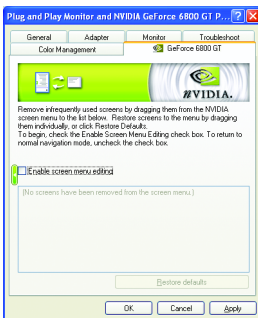 Plug and Play Monitor and NVIDIA GeForce 6800 GT P...
General
Adapter
Monitor
Troubleshoot
Color Management
GeForce 6800 GT
NVIDIA.
Remove infrequently used screens by dragging them from the NVIDIA
screen menu to the list below. Restore screens to the menu by dragging
them individually, or click Restore Defaults.
To begin, check the Enable Screen Menu Editing check box. To return to
normal navigation mode, uncheck the check box.
Enable screen menu editing
(No screens have been removed from the screen menu.)
Restore defaults
OK
Cancel
Apply